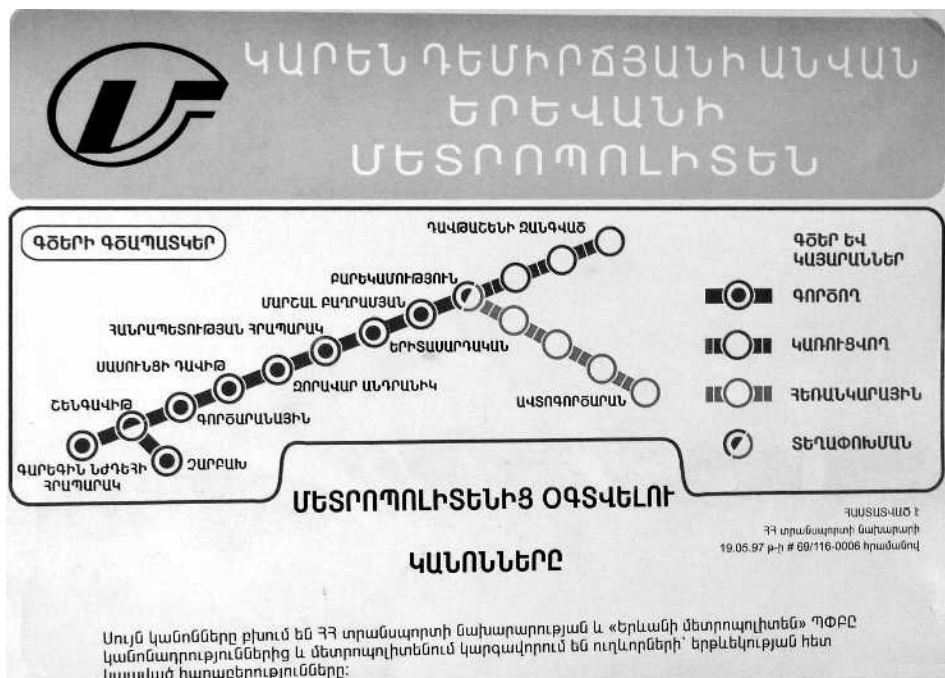 ԿԱՐԵՆ ԴԵՄԻՐՃՅԱՆԻ ԱՆՎԱՆ
ԵՐԵՎԱՆԻ
ՄԵՏՐՈՊՈԼԻՏԵՆ
ԳԾԵՐԻ ԳԾԱՊԱՏԿԵՐ
ԴԱՎԹԱՇԵՆԻ ԶԱՆԳՎԱԾ
ԲԱՐԵԿԱՄՈՒԹՅՈՒՆ
ՄԱՐՇԱԼ ԲԱՂՐԱՄՅԱՆ
ՀԱՆՐԱՊԵՏՈՒԹՅԱՆ ՀՐԱՊԱՐԱԿ
ԵՐԻՏԱՍԱՐԴԱԿԱՆ
ՍԱՍՈՒՆՑԻ ԴԱՎԻԹ
ԶՈՐԱՎԱՐ ԱՆԴՐԱՆԻԿ
ԱՎՏՈԳՈՐԾԱՐԱՆ
ՇԵՆԳԱՎԻԹ
ԳՈՐԾԱՐԱՆԱՅԻՆ
ՉԱՐԲԱԽ
ԳԱՐԵԳԻՆ ՆԺԴԵՀԻ
ՀՐԱՊԱՐԱԿ
ԳԾԵՐ ԵՎ
ԿԱՅԱՐԱՆՆԵՐ
ԳՈՐԾՈՂ
ԿԱՌՈՒՑՎՈՂ
ՀԵՌԱՆԿԱՐԱՅԻՆ
ՏԵՂԱՓՈԽՄԱՆ
ՄԵՏՐՈՊՈԼԻՏԵՆԻՑ ՕԳՏՎԵԼՈՒ
ԿԱՆՈՆՆԵՐԸ
ՀԱՍՏԱՏՎԱԾ է
ՀՀ տրանսպորտի նախարարի
19.05.97 թ-ի # 69/116-0006 հրամանով
Սույն կանոնները բխում են ՀՀ տրանսպորտի նախարարության և «Երևանի մետրոպոլիտեն» ՊՓԲԸ
կանոնադրություններից և մետրոպոլիտենում կարգավորում են ուղևորների՝ երթևեկության հետ
կապված հարաբերությունները: